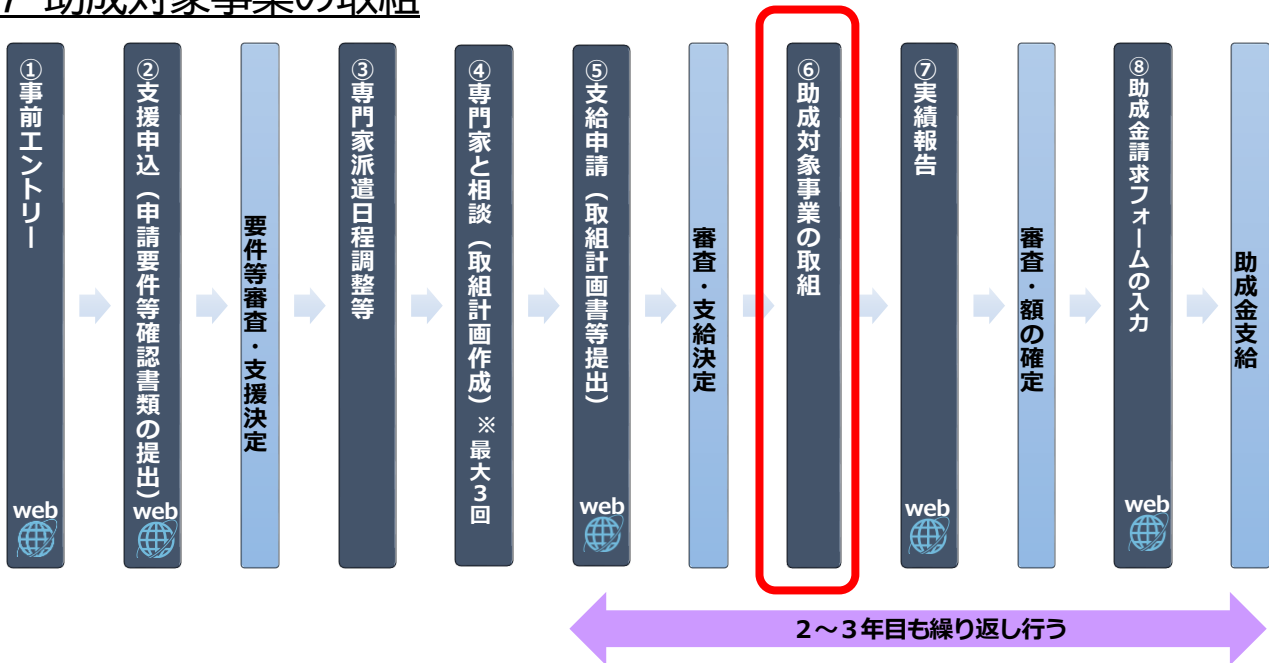 7 助成対象事業の取組
①事前エントリー
web
②支援申込（申請要件等確認書類の提出）
web
要件等審査・支援決定
③専門家派遣日程調整等
④専門家と相談（取組計画作成）※最大3回
⑤支給申請（取組計画書等提出）
web
審査・支給決定
⑥助成対象事業の取組
⑦実績報告
web
審査・額の確定
⑧助成金請求フォームの入力
web
助成金支給
2～3年目も繰り返し行う